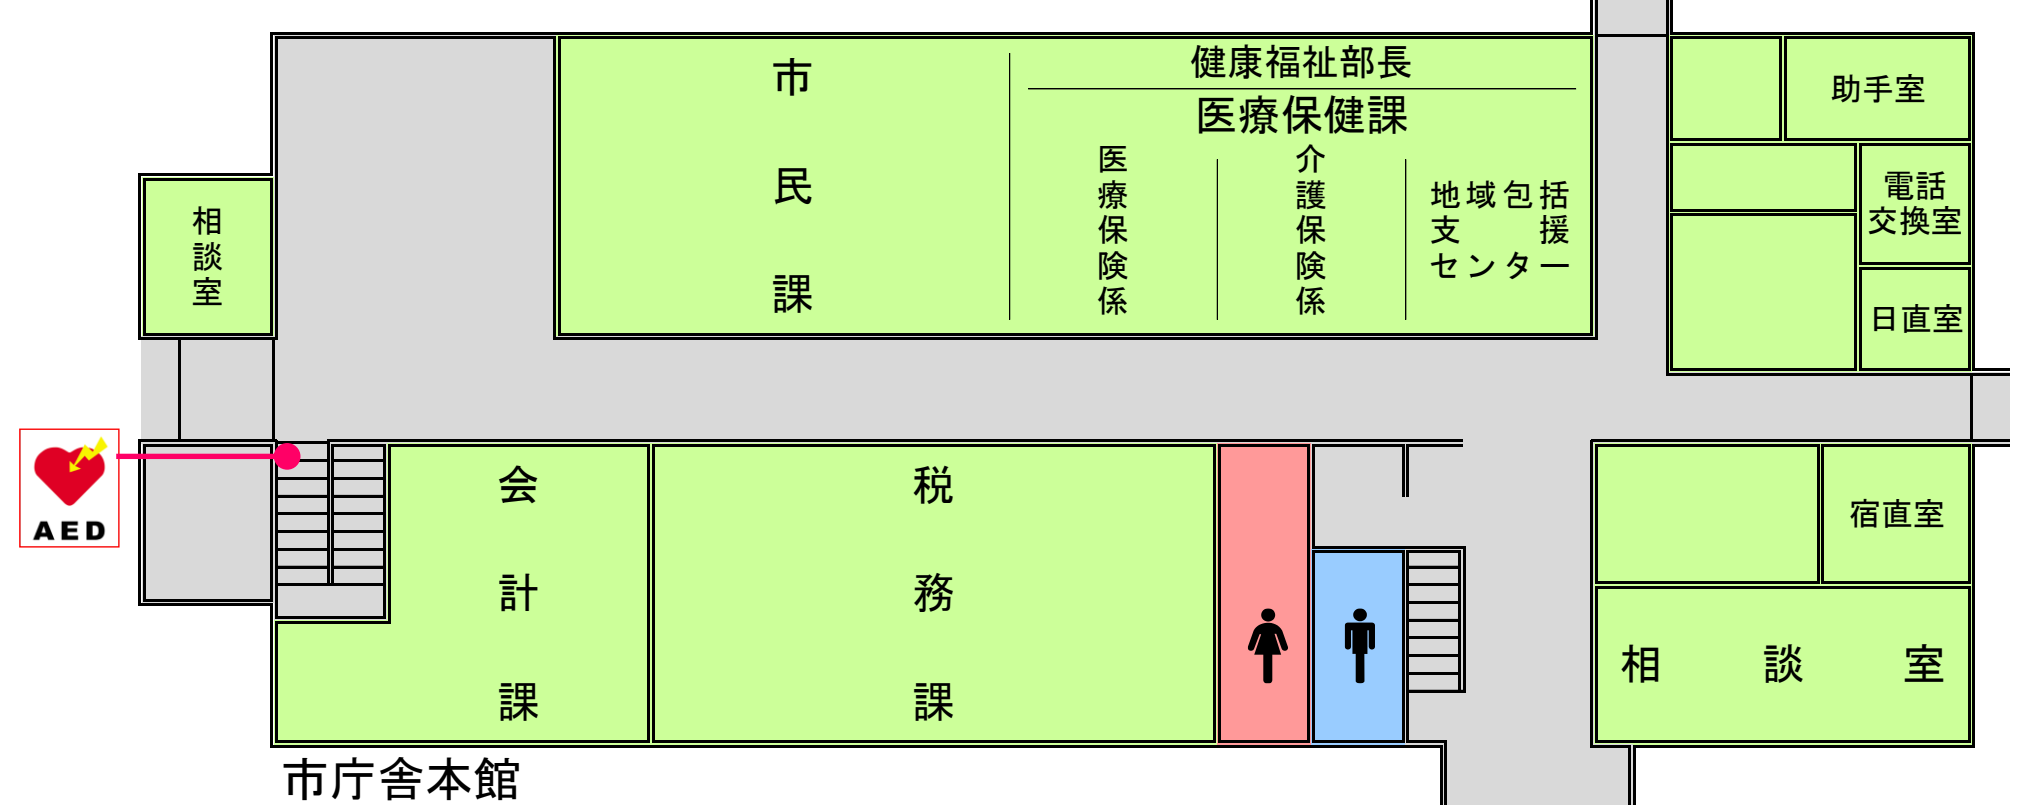 健康福祉部長
医療保健課
市民課
医療保険係
介護保険係
地域包括
支援
センター
助手室
電話
交換室
日直室
相談室
AED
会計課
税務課
宿直室
相談室
市庁舎本館